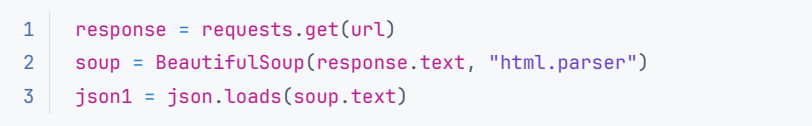 1 response = requests.get(url)
2 soup = BeautifulSoup(response.text, "html.parser")
3 json1 = json.loads(soup.text)